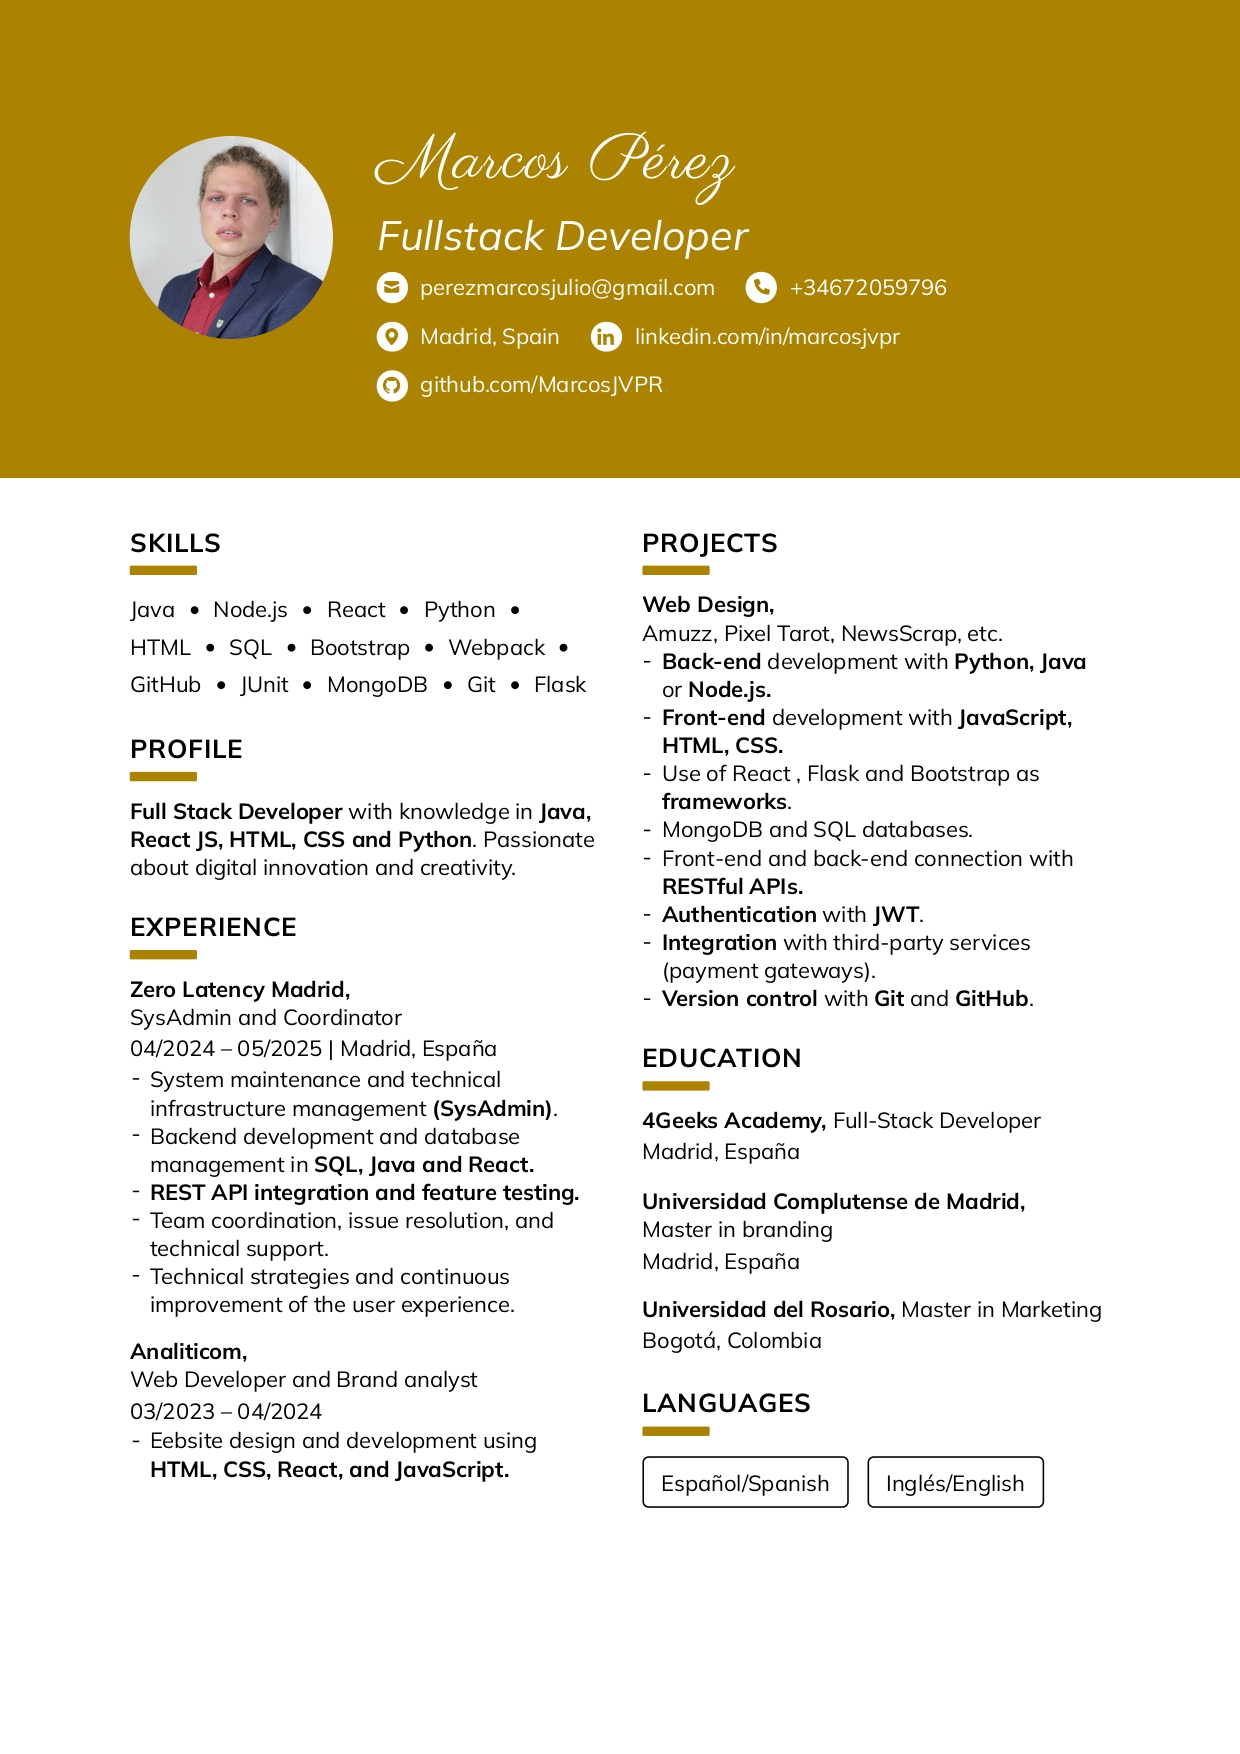 Marcos Pérez
Fullstack Developer
perezmarcosjulio@gmail.com +34672059796
Madrid, Spain linkedin.com/in/marcosjvpr
github.com/MarcosJVPR
SKILLS
Java • Node.js • React • Python •
HTML • SQL • Bootstrap • Webpack •
GitHub • JUnit • MongoDB • Git • Flask
PROFILE
Full Stack Developer with knowledge in Java,
React JS, HTML, CSS and Python. Passionate
about digital innovation and creativity.
EXPERIENCE
Zero Latency Madrid,
SysAdmin and Coordinator
04/2024 – 05/2025 | Madrid, España
- System maintenance and technical
infrastructure management (SysAdmin).
- Backend development and database
management in SQL, Java and React.
- REST API integration and feature testing.
- Team coordination, issue resolution, and
technical support.
- Technical strategies and continuous
improvement of the user experience.
Analiticom,
Web Developer and Brand analyst
03/2023 – 04/2024
- Eebsite design and development using
HTML, CSS, React, and JavaScript.
PROJECTS
Web Design,
Amuzz, Pixel Tarot, NewsScrap, etc.
- Back-end development with Python, Java
or Node.js.
- Front-end development with JavaScript,
HTML, CSS.
- Use of React , Flask and Bootstrap as
frameworks.
- MongoDB and SQL databases.
- Front-end and back-end connection with
RESTful APIs.
- Authentication with JWT.
- Integration with third-party services
(payment gateways).
- Version control with Git and GitHub.
EDUCATION
4Geeks Academy, Full-Stack Developer
Madrid, España
Universidad Complutense de Madrid,
Master in branding
Madrid, España
Universidad del Rosario, Master in Marketing
Bogotá, Colombia
LANGUAGES
Español/Spanish Inglés/English